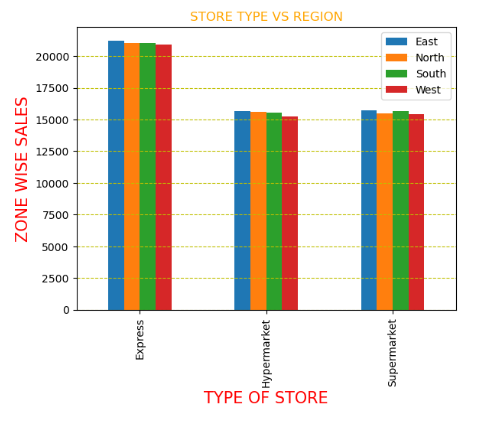 STORE TYPE VS REGION
ZONE WISE SALES
20000
17500
15000
12500
10000
7500
5000
2500
0
East
North
South
West
Express
Hypermarket
Supermarket
TYPE OF STORE